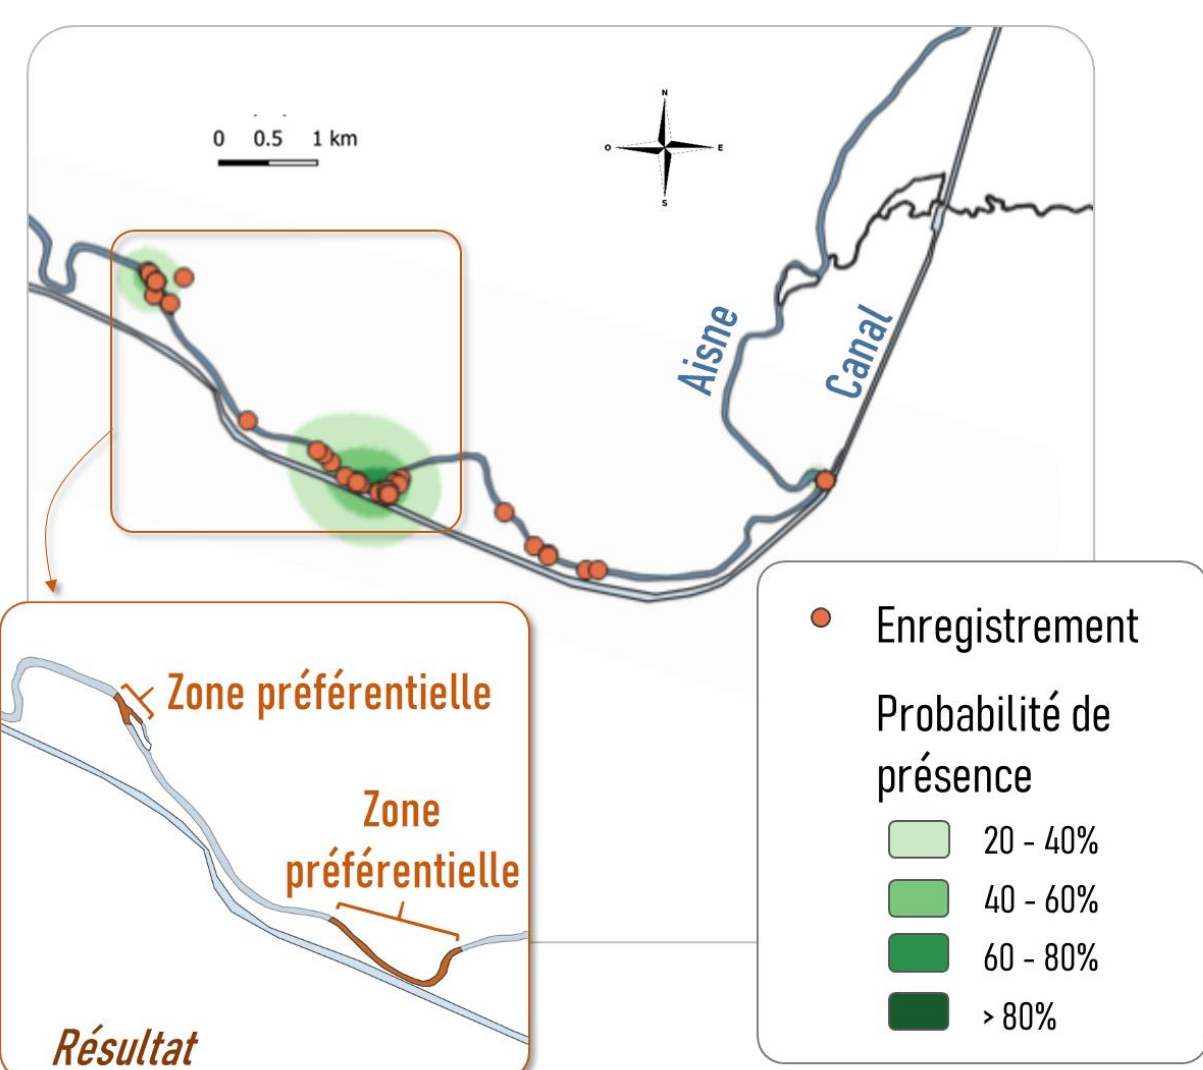 N
O
E
S
0 0.5 1 km
Aisne
Canal
Enregistrement
Probabilité de
présence
20 - 40%
40 - 60%
60 - 80%
> 80%
Zone préférentielle
Zone
préférentielle
Résultat